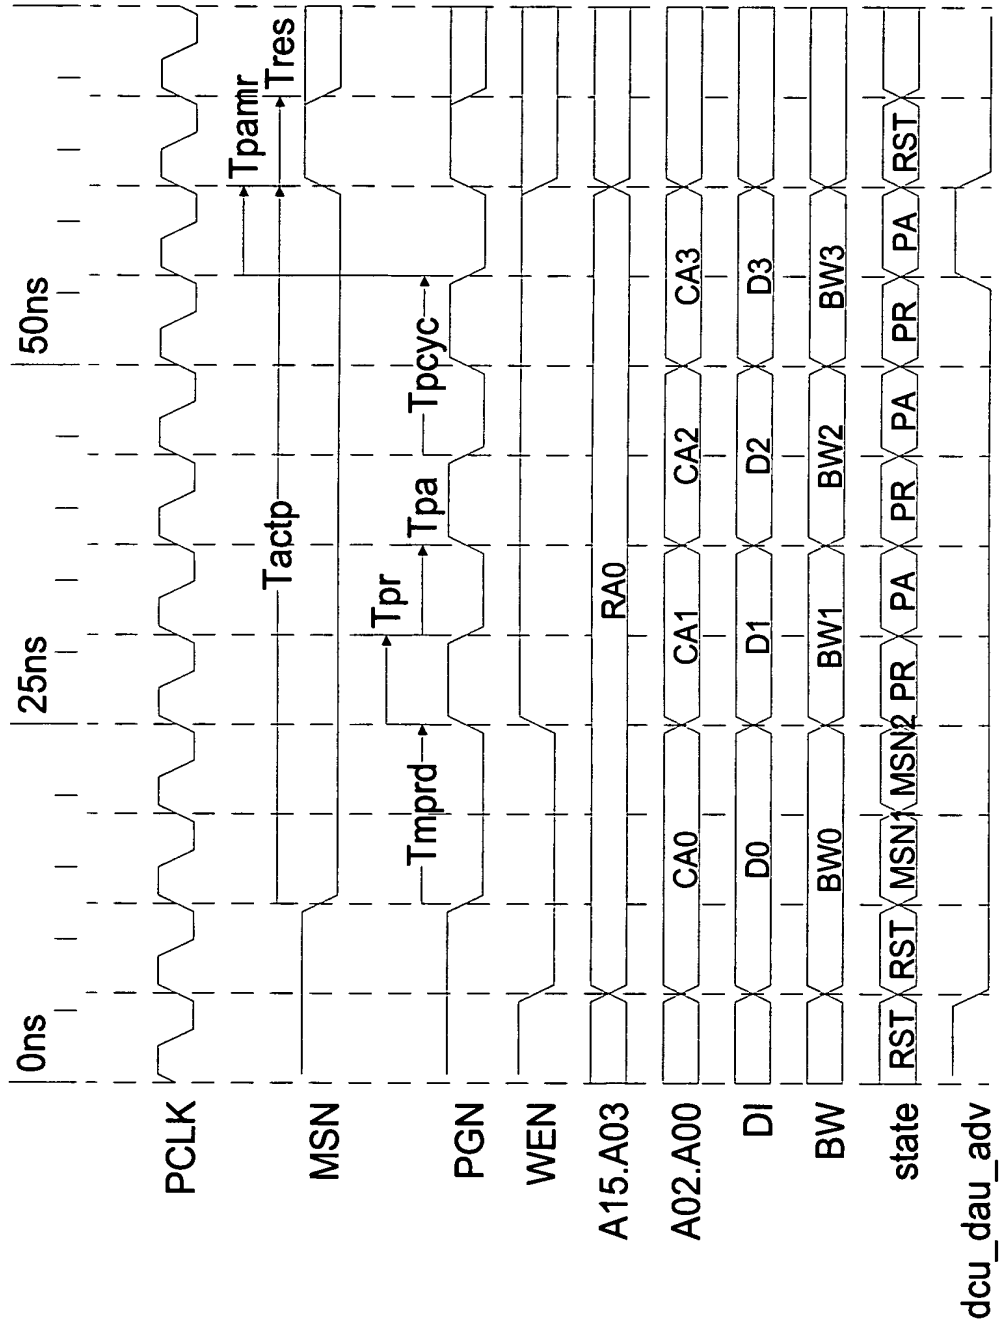 0ns 25ns 50ns
PCLK
Tpamr
MSN Tactp Tres
Tpr
PGN Tmprd Tpa Tpcyc
WEN
A15.A03 RA0
A02.A00 CA0 CA1 CA2 CA3
DI D0 D1 D2 D3
BW BW0 BW1 BW2 BW3
state RST RST MSN1 MSN2 PR PA PR PA PR PA RST
dcu_dau_adv